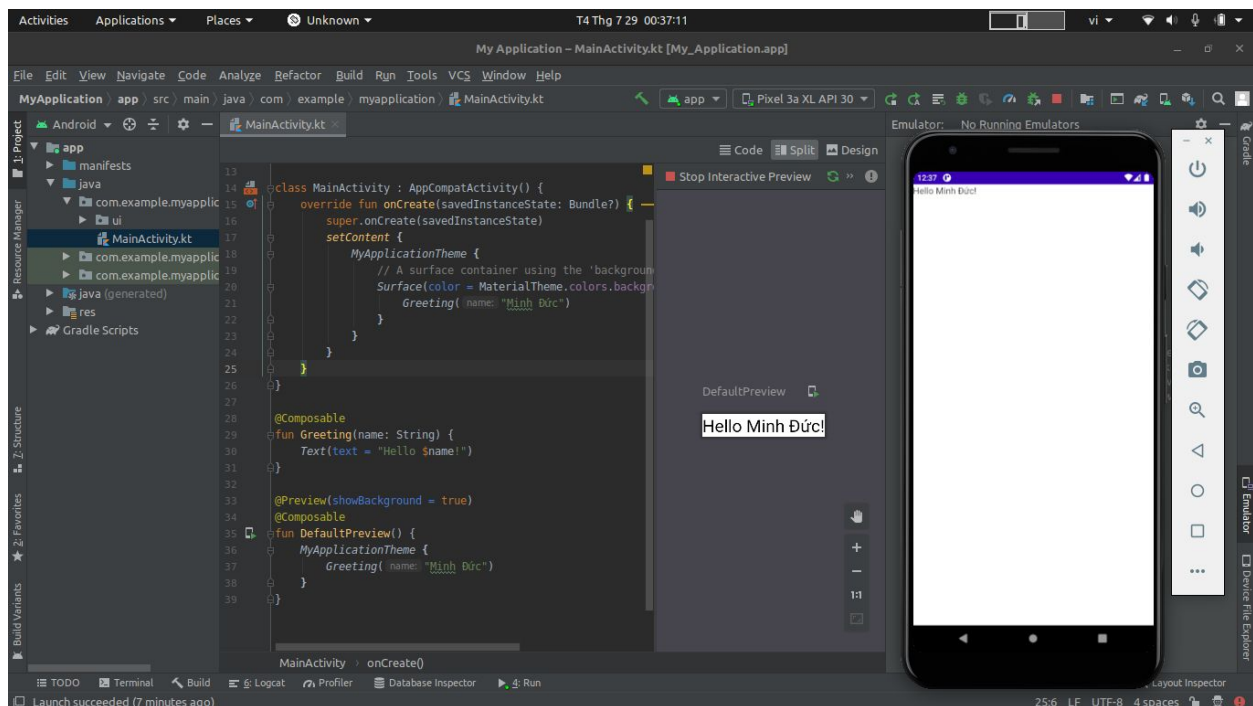 Activities Applications Places Unknown T4 Thg 7 29 00:37:11 vi
My Application – MainActivity.kt [My_Application.app]
File Edit View Navigate Code Analyze Refactor Build Run Tools VCS Window Help
MyApplication app src main java com example myapplication MainActivity.kt app Pixel 3a XL API 30
Android MainActivity.kt Emulator: No Running Emulators
Code Split Design
Stop Interactive Preview
1: Project
Resource Manager
7: Structure
2: Favorites
Build Variants
app
manifests
java
com.example.myapplic
ui
MainActivity.kt
com.example.myapplic
com.example.myapplic
java (generated)
res
Gradle Scripts
13
14 class MainActivity : AppCompatActivity() {
15 override fun onCreate(savedInstanceState: Bundle?) {
16 super.onCreate(savedInstanceState)
17 setContent {
18 MyApplicationTheme {
19 // A surface container using the 'background
20 Surface(color = MaterialTheme.colors.backgr
21 Greeting( name: "Minh Đức")
22 }
23 }
24 }
25 }
26 }
27
28 @Composable
29 fun Greeting(name: String) {
30 Text(text = "Hello $name!")
31 }
32
33 @Preview(showBackground = true)
34 @Composable
35 fun DefaultPreview() {
36 MyApplicationTheme {
37 Greeting( name: "Minh Đức")
38 }
39 }
DefaultPreview
Hello Minh Đức!
1:1
12:37
Hello Minh Đức!
Gradle
Emulator
Device File Explorer
MainActivity onCreate()
TODO Terminal Build 6: Logcat Profiler Database Inspector 4: Run Layout Inspector
Launch succeeded (7 minutes ago) 25:6 LF UTF-8 4 spaces